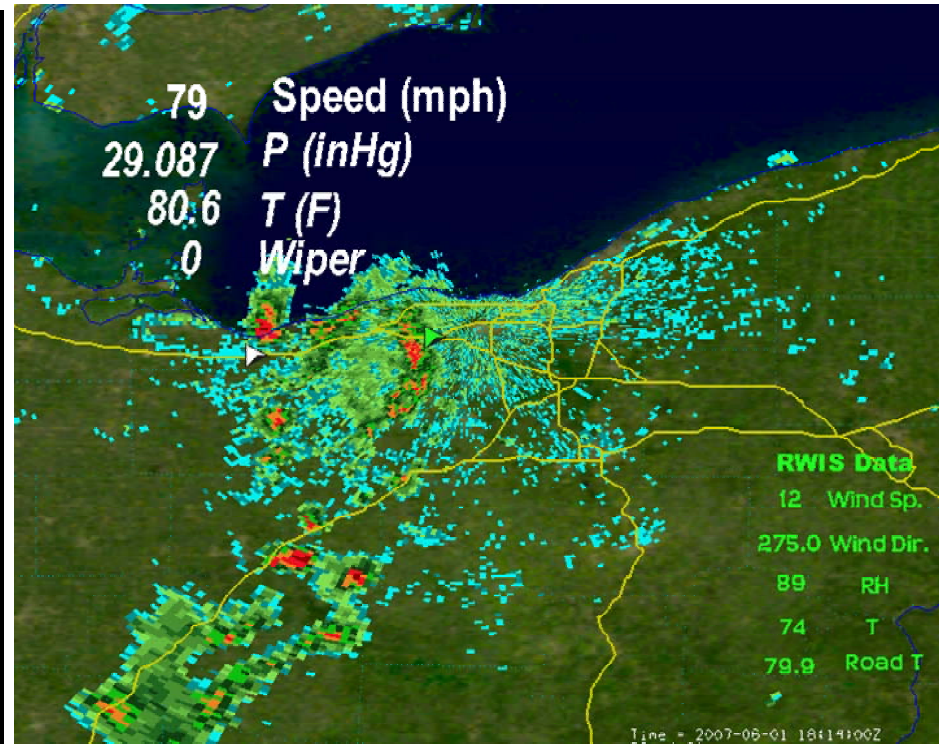 79 Speed (mph)
29.087 P (inHg)
80.6 T (F)
0 Wiper
RWIS Data
12 Wind Sp.
275.0 Wind Dir.
89 RH
74 T
79.9 Road T
Time = 2007-06-01 18:14:00Z